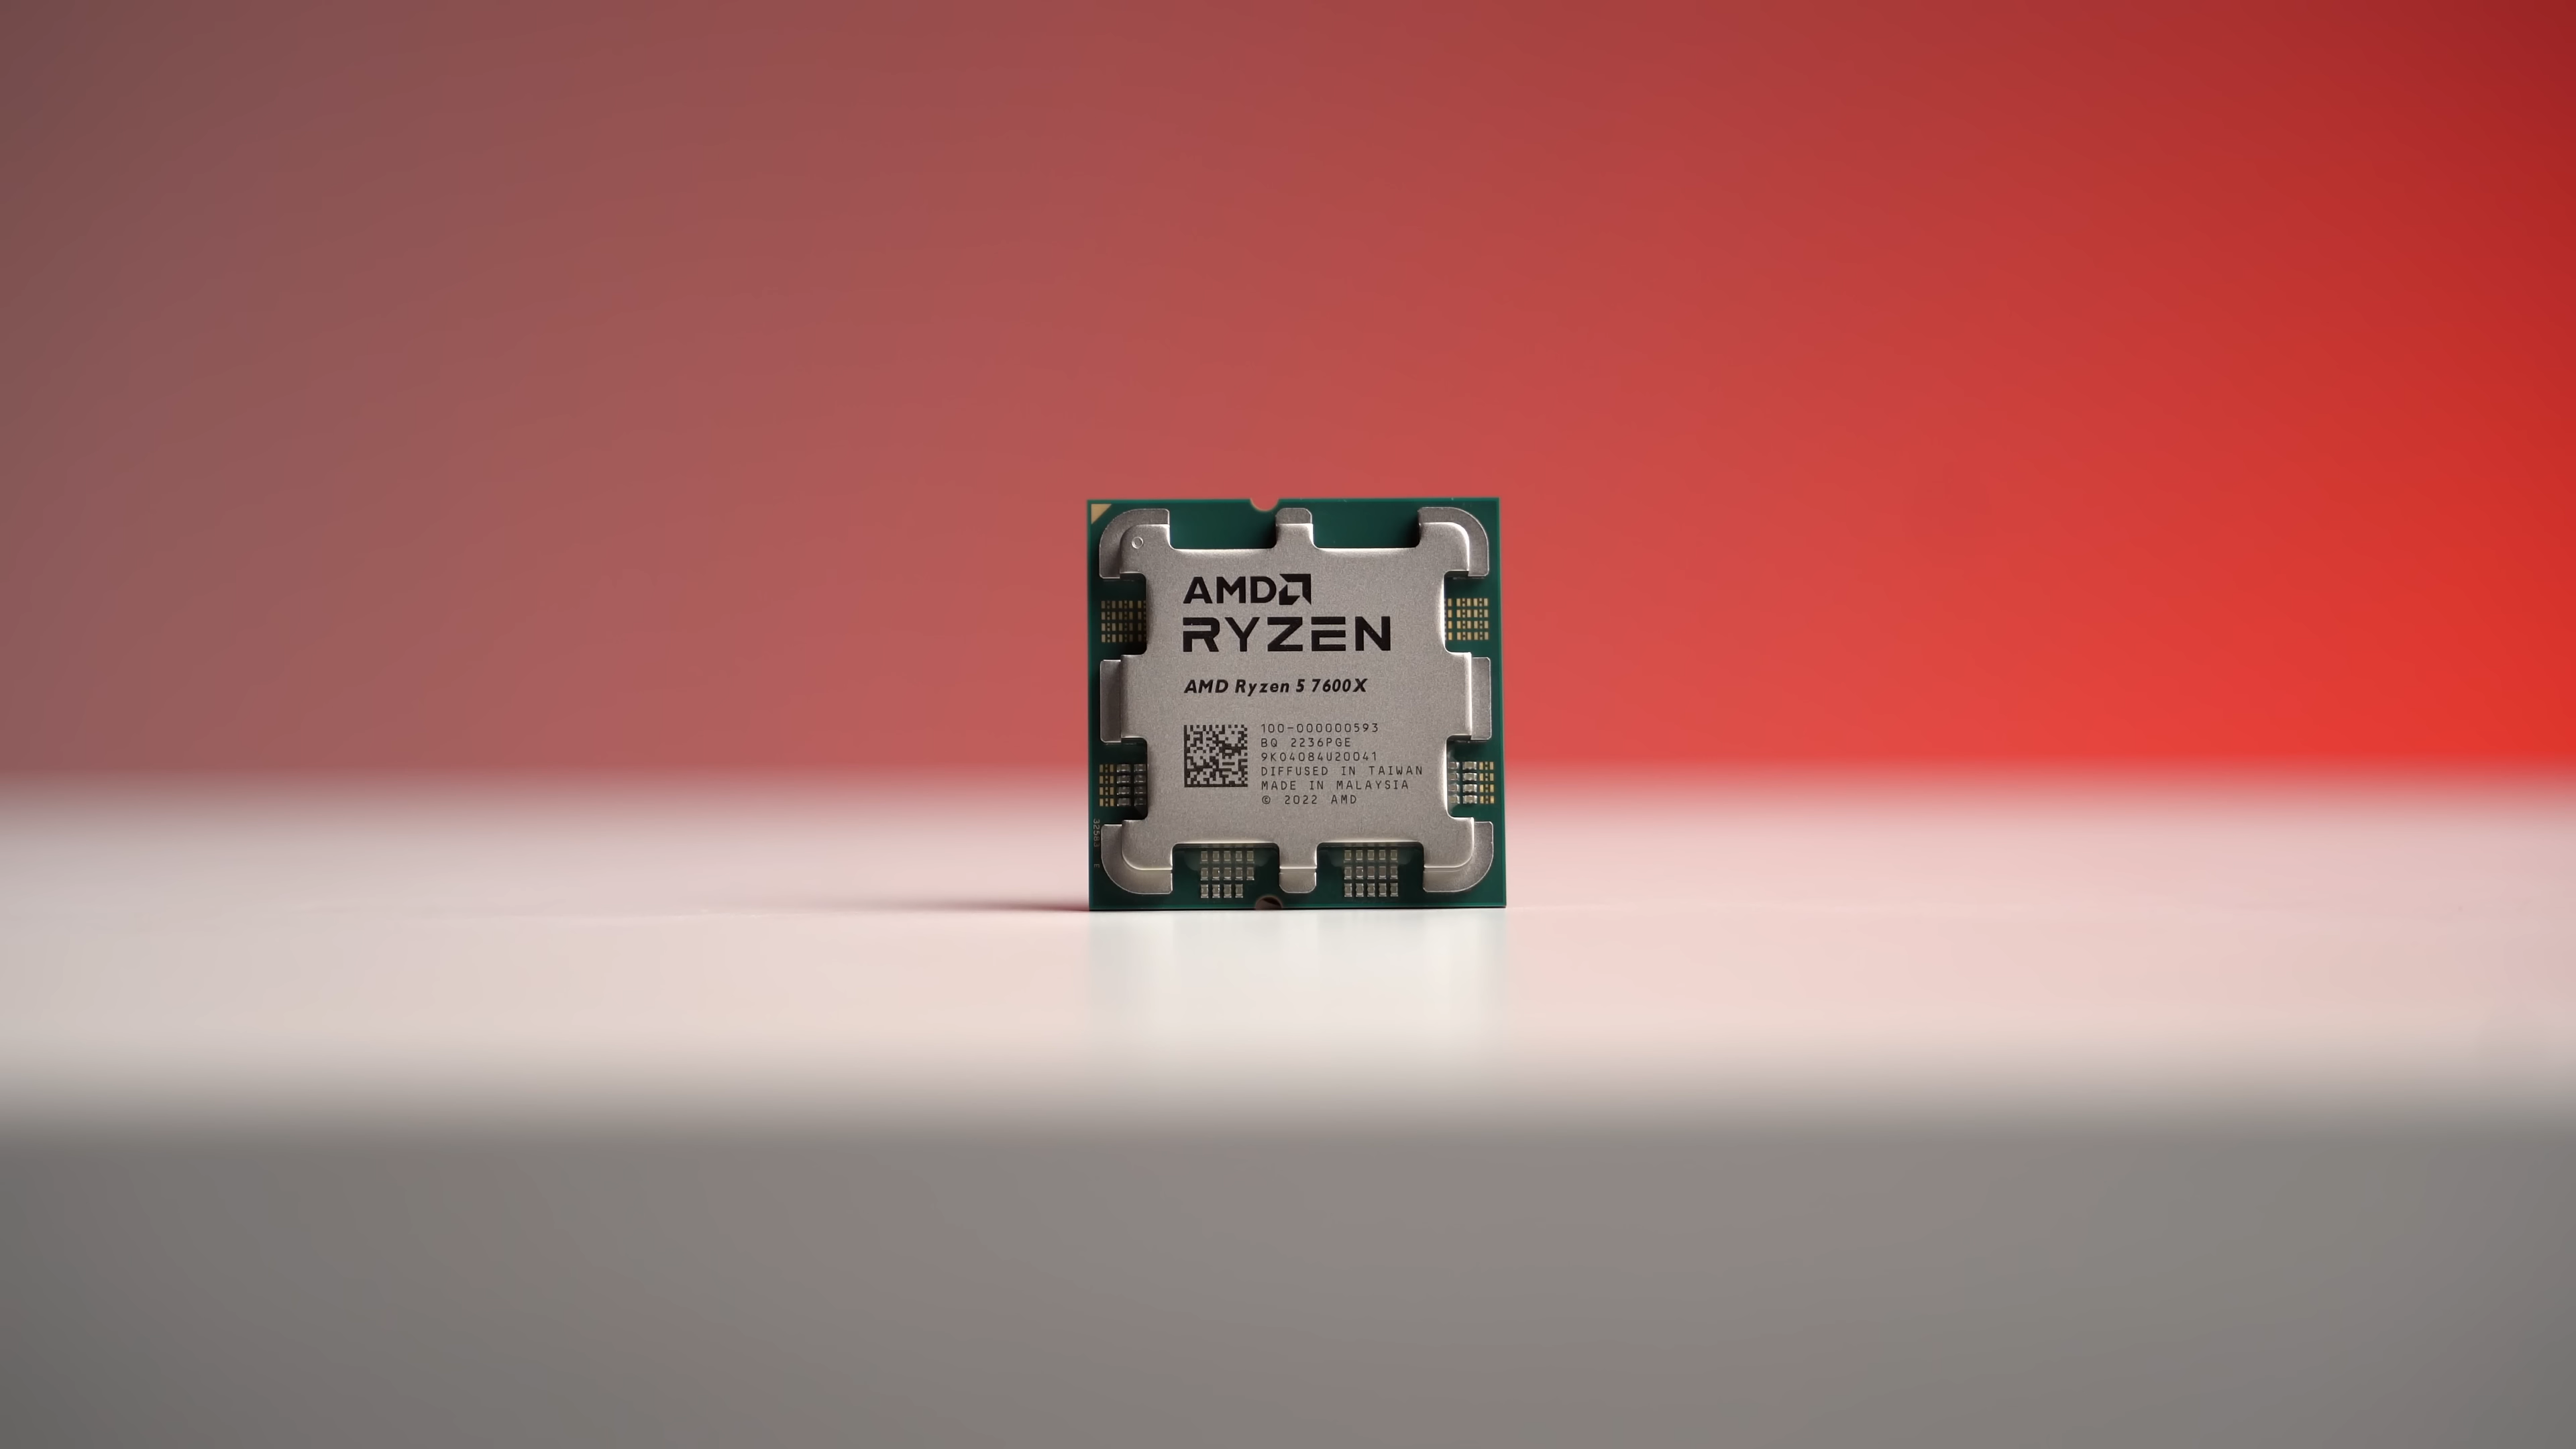 AMD
RYZEN
AMD Ryzen 5 7600X
100-000000593
BQ 2236PGE
9K04084U20041
DIFFUSED IN TAIWAN
MADE IN MALAYSIA
© 2022 AMD